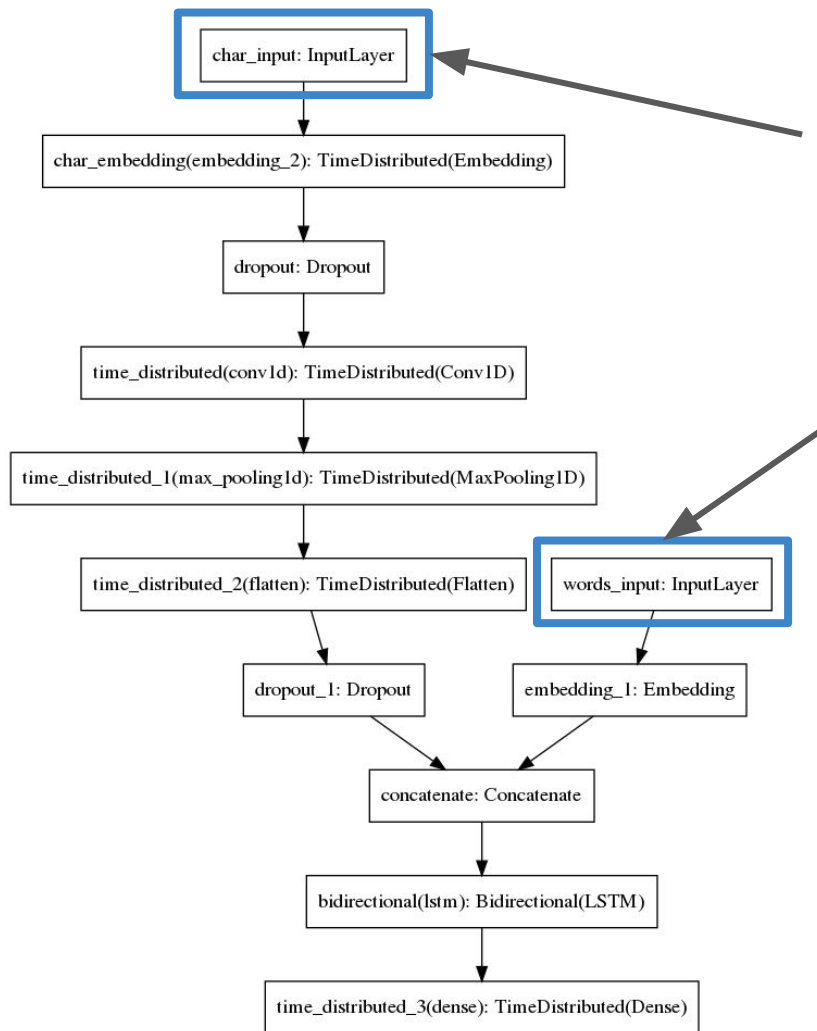 char_input: InputLayer
char_embedding(embedding_2): TimeDistributed(Embedding)
dropout: Dropout
time_distributed(conv1d): TimeDistributed(Conv1D)
time_distributed_1(max_pooling1d): TimeDistributed(MaxPooling1D)
time_distributed_2(flatten): TimeDistributed(Flatten)
words_input: InputLayer
dropout_1: Dropout
embedding_1: Embedding
concatenate: Concatenate
bidirectional(lstm): Bidirectional(LSTM)
time_distributed_3(dense): TimeDistributed(Dense)